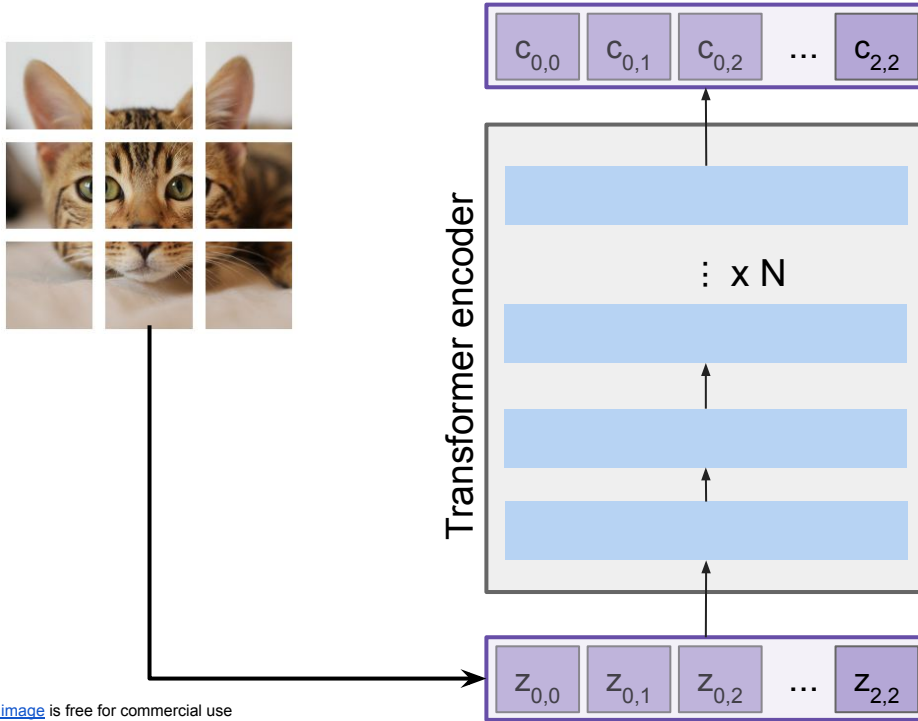 c0,0 c0,1 c0,2 ... c2,2
Transformer encoder
⋮ x N
z0,0 z0,1 z0,2 ... z2,2
image is free for commercial use